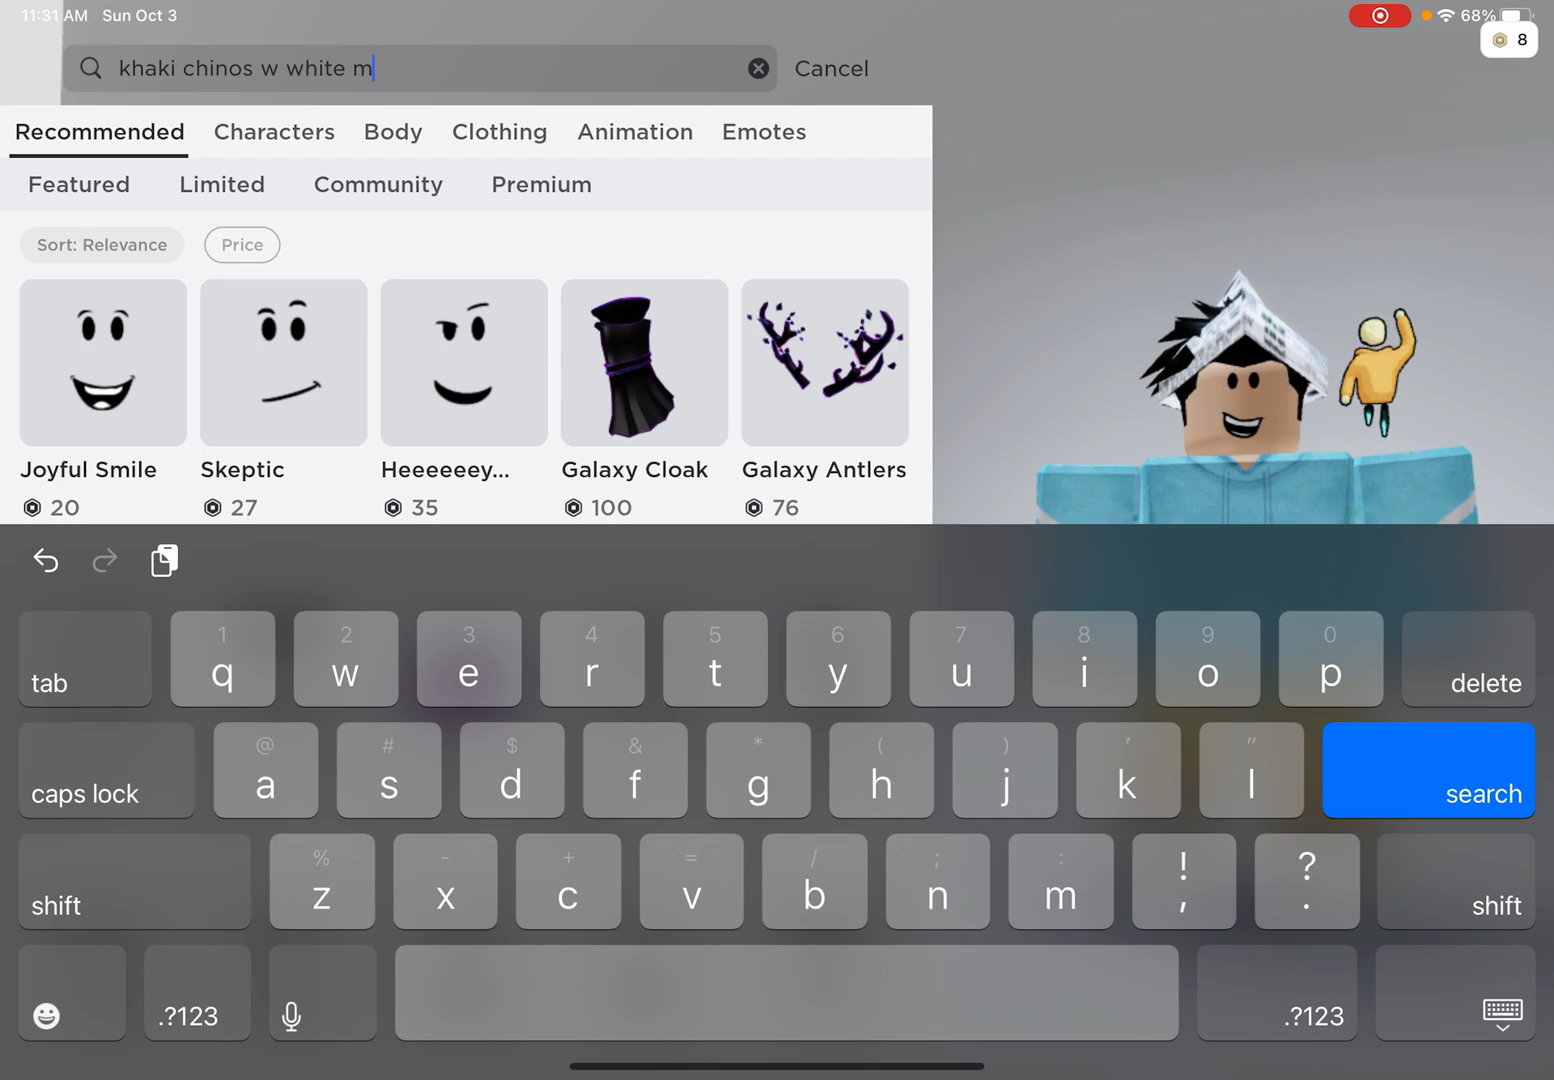 11:31 AM Sun Oct 3
68%
8
khaki chinos w white m
Cancel
Recommended Characters Body Clothing Animation Emotes
Featured Limited Community Premium
Sort: Relevance Price
Joyful Smile Skeptic Heeeeeey... Galaxy Cloak Galaxy Antlers
20 27 35 100 76
1 2 3 4 5 6 7 8 9 0
tab q w e r t y u i o p delete
@ # $ & * ( ) ' "
caps lock a s d f g h j k l search
% - + = / ; : ! ?
shift z x c v b n m , . shift
.?123 .?123